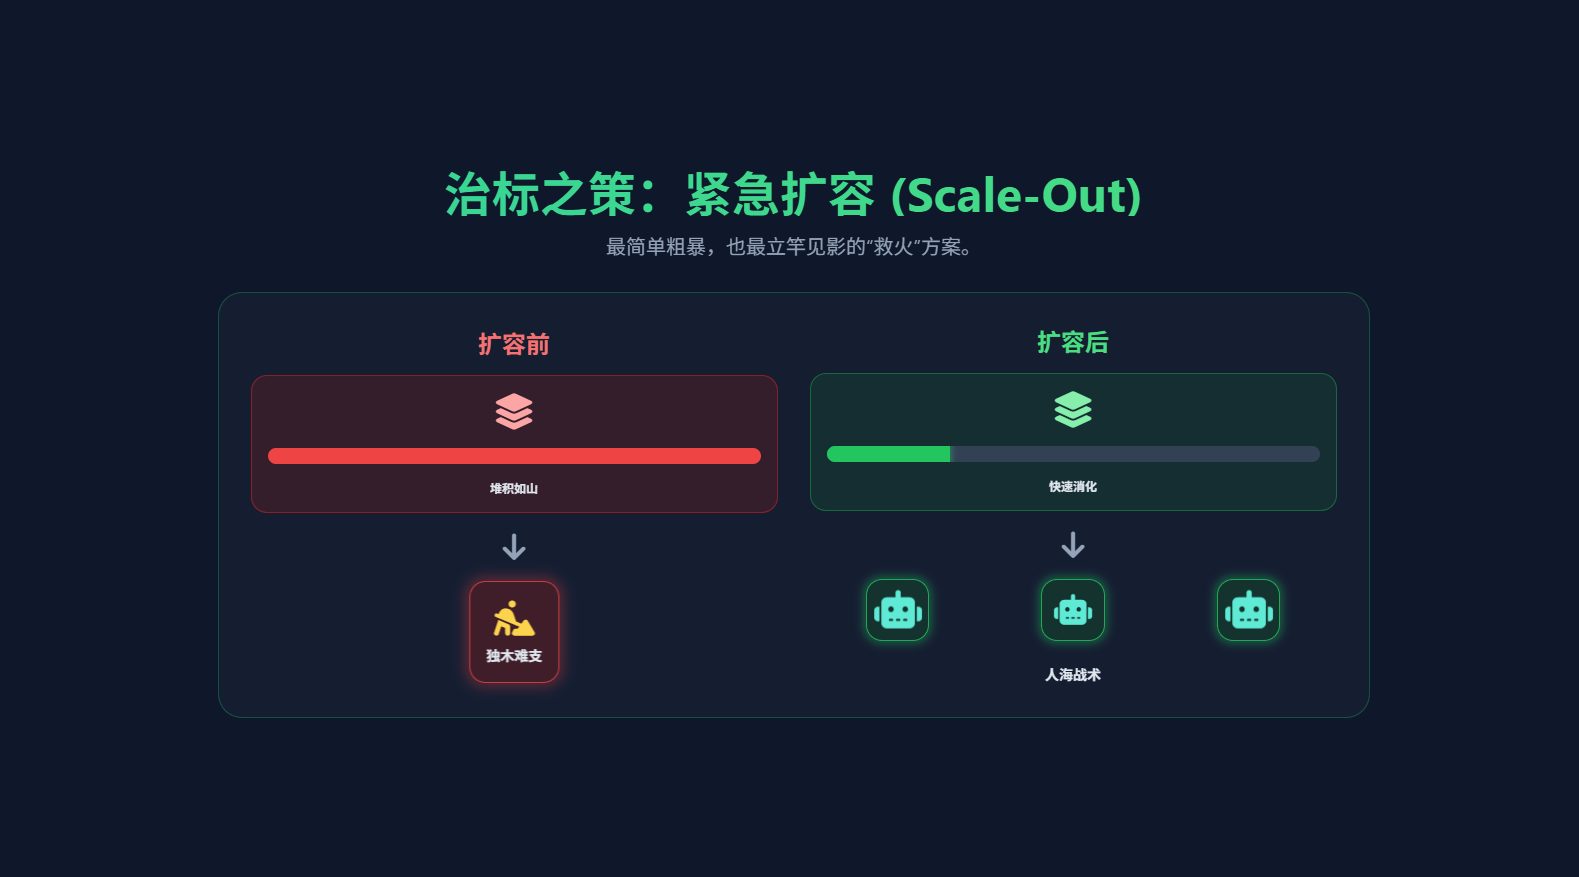 治标之策：紧急扩容 (Scale-Out)
最简单粗暴，也最立竿见影的“救火”方案。
扩容前
堆积如山
独木难支
扩容后
快速消化
人海战术